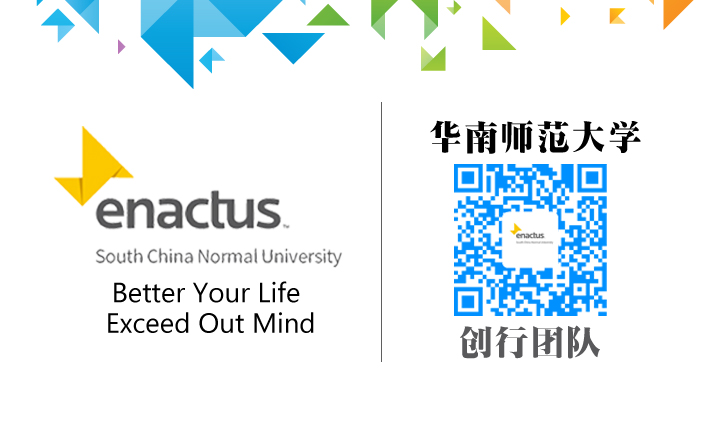 enactus™
South China Normal University
Better Your Life
Exceed Out Mind
华南师范大学
enactus
创行团队